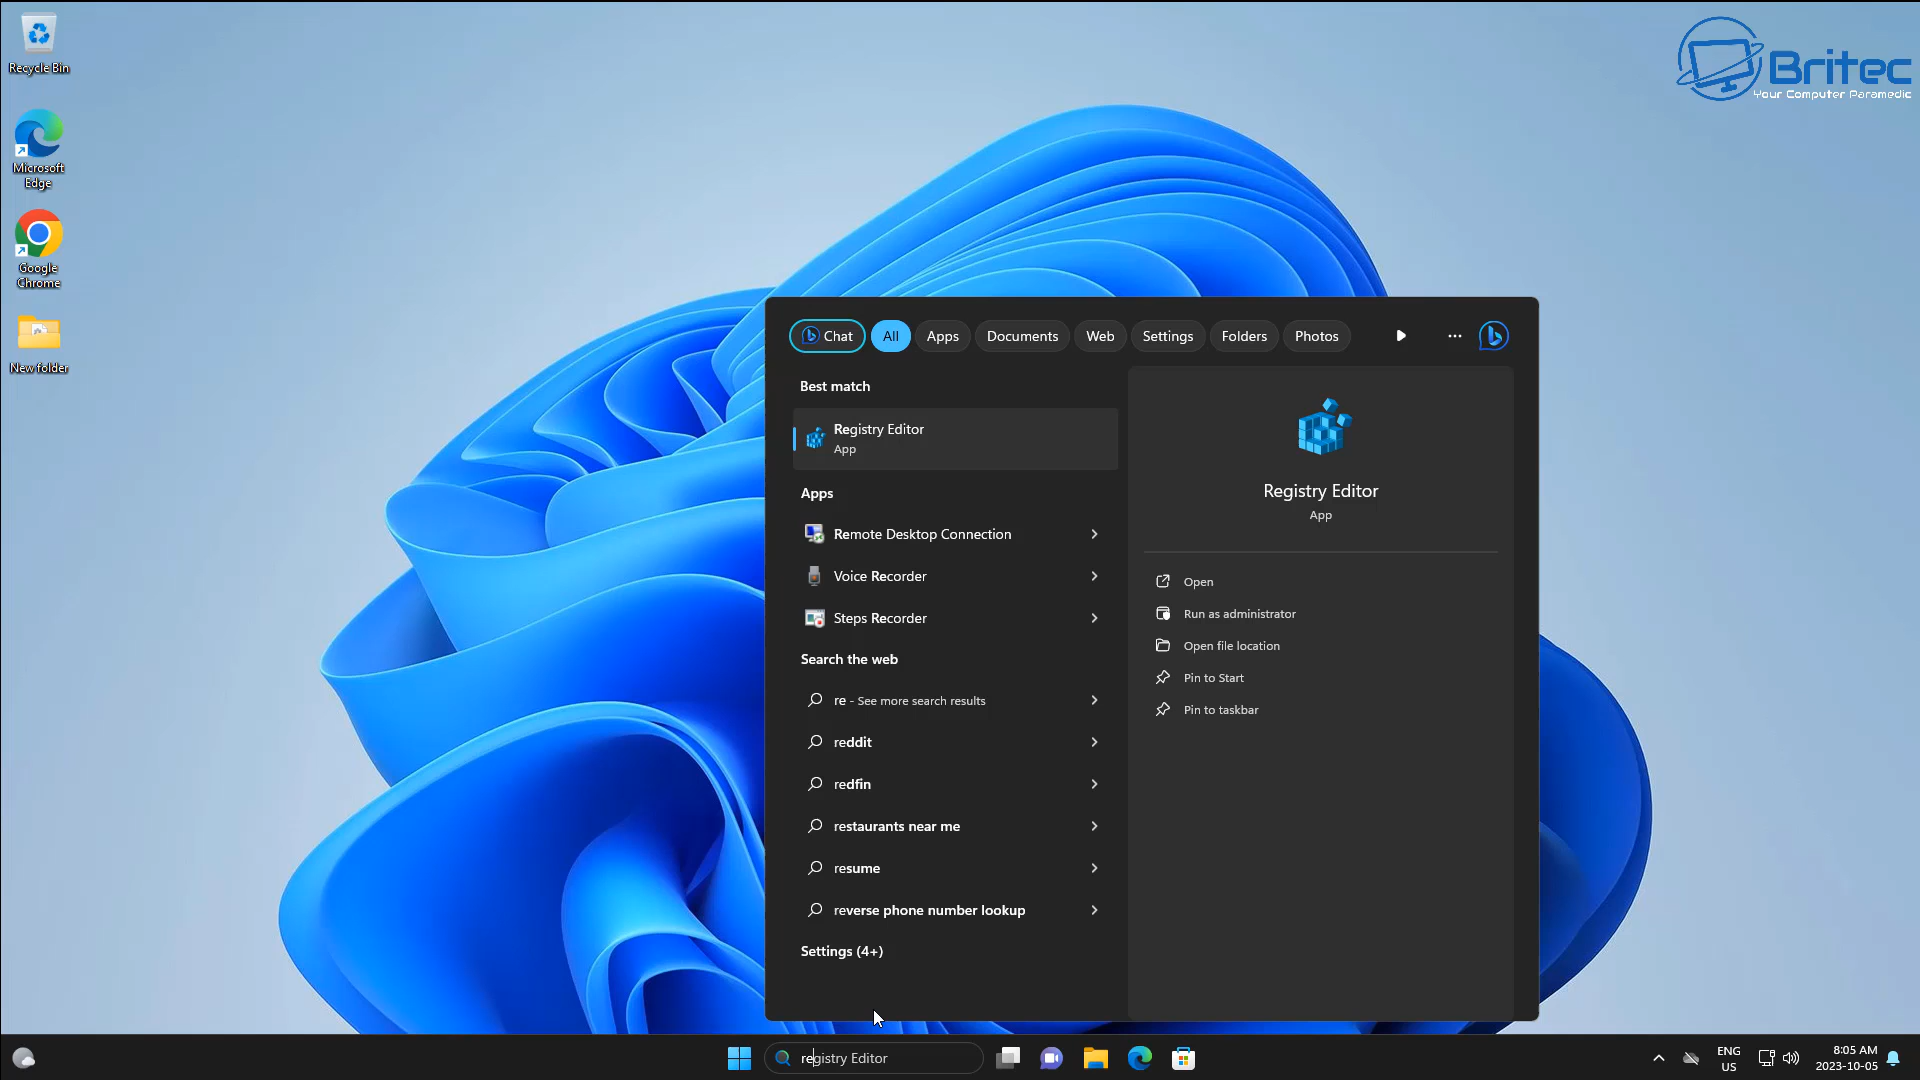 Recycle Bin
Microsoft
Edge
Google
Chrome
New folder
Britec
Your Computer Paramedic
Chat
All
Apps
Documents
Web
Settings
Folders
Photos
Best match
Registry Editor
App
Apps
Remote Desktop Connection
Voice Recorder
Steps Recorder
Search the web
re - See more search results
reddit
redfin
restaurants near me
resume
reverse phone number lookup
Settings (4+)
Registry Editor
App
Open
Run as administrator
Open file location
Pin to Start
Pin to taskbar
registry Editor
ENG
US
8:05 AM
2023-10-05